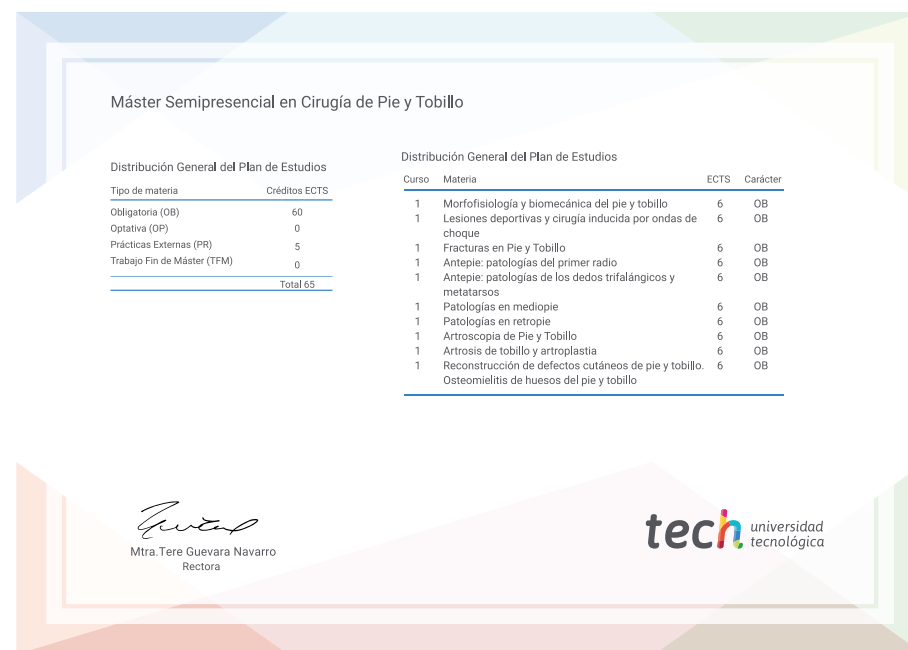 Máster Semipresencial en Cirugía de Pie y Tobillo
Distribución General del Plan de Estudios
Tipo de materia Créditos ECTS
Obligatoria (OB) 60
Optativa (OP) 0
Prácticas Externas (PR) 5
Trabajo Fin de Máster (TFM) 0
Total 65
Distribución General del Plan de Estudios
Curso Materia ECTS Carácter
1 Morfofisiología y biomecánica del pie y tobillo 6 OB
1 Lesiones deportivas y cirugía inducida por ondas de 6 OB
choque
1 Fracturas en Pie y Tobillo 6 OB
1 Antepie: patologías del primer radio 6 OB
1 Antepie: patologías de los dedos trifalángicos y 6 OB
metatarsos
1 Patologías en mediopie 6 OB
1 Patologías en retropie 6 OB
1 Artroscopia de Pie y Tobillo 6 OB
1 Artrosis de tobillo y artroplastia 6 OB
1 Reconstrucción de defectos cutáneos de pie y tobillo. 6 OB
Osteomielitis de huesos del pie y tobillo
Mtra.Tere Guevara Navarro
Rectora
tech universidad
tecnológica